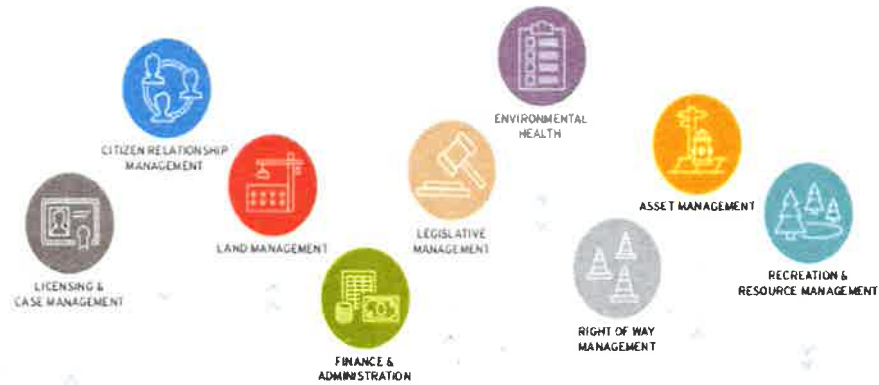 ENVIRONMENTAL
HEALTH
CITIZEN RELATIONSHIP
MANAGEMENT
ASSET MANAGEMENT
LEGISLATIVE
MANAGEMENT
LAND MANAGEMENT
RECREATION &
RESOURCE MANAGEMENT
LICENSING &
CASE MANAGEMENT
RIGHT OF WAY
MANAGEMENT
FINANCE &
ADMINISTRATION